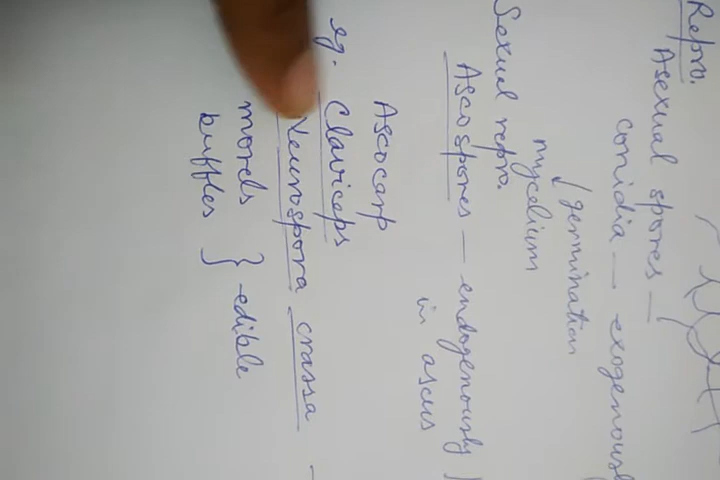 Repro.
Asexual spores —
conidia — exogenously
↓ germination
mycelium
Sexual repro.
Ascospores — endogenously
in ascus
Ascocarp
eg. Claviceps
Neurospora crassa —
morels
buffles } edible